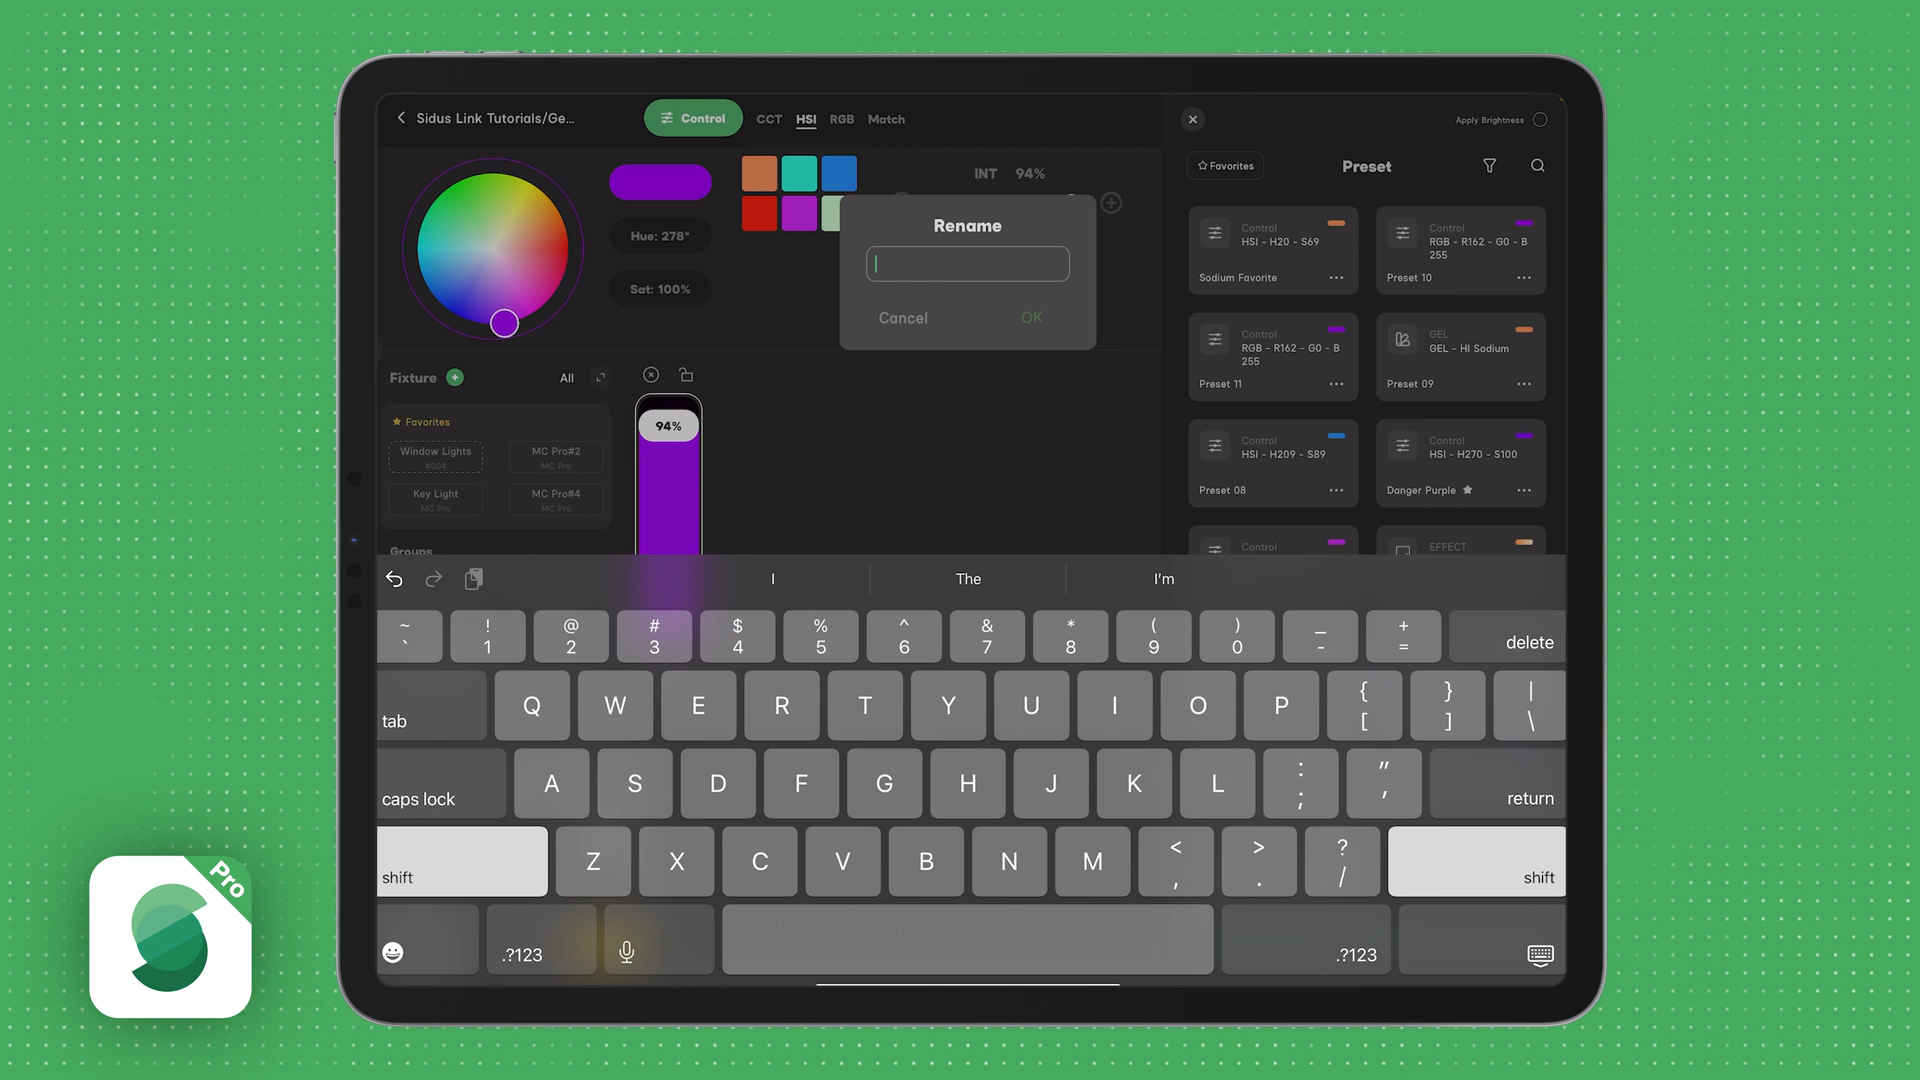 Sidus Link Tutorials/Ge...
Control
CCT
HSI
RGB
Match
Apply Brightness
Favorites
Preset
INT 94%
Hue: 278°
Sat: 100%
Rename
Cancel
OK
Control
HSI - H20 - S69
Sodium Favorite
Control
RGB - R162 - G0 - B
255
Preset 10
Control
RGB - R162 - G0 - B
255
Preset 11
GEL
GEL - HI Sodium
Preset 09
Control
HSI - H209 - S89
Preset 08
Control
HSI - H270 - S100
Danger Purple
Control
EFFECT
Fixture
All
Favorites
Window Lights
#004
MC Pro#2
MC Pro
Key Light
MC Pro
MC Pro#4
MC Pro
Groups
94%
I
The
I'm
~ ! @ # $ % ^ & * ( ) _ +
` 1 2 3 4 5 6 7 8 9 0 - = delete
tab Q W E R T Y U I O P { [ } ] | \
caps lock A S D F G H J K L : ; " ' return
shift Z X C V B N M < , > . ? / shift
.?123 .?123
Pro